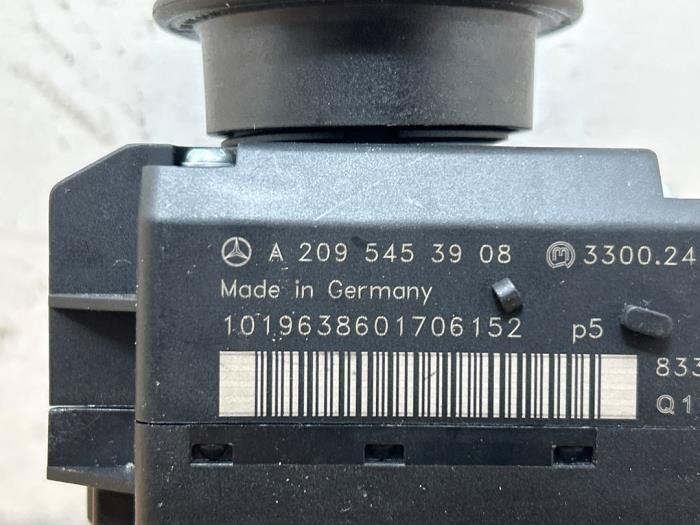 A 209 545 39 08 3300.24
Made in Germany
1019638601706152 p5
833
Q1